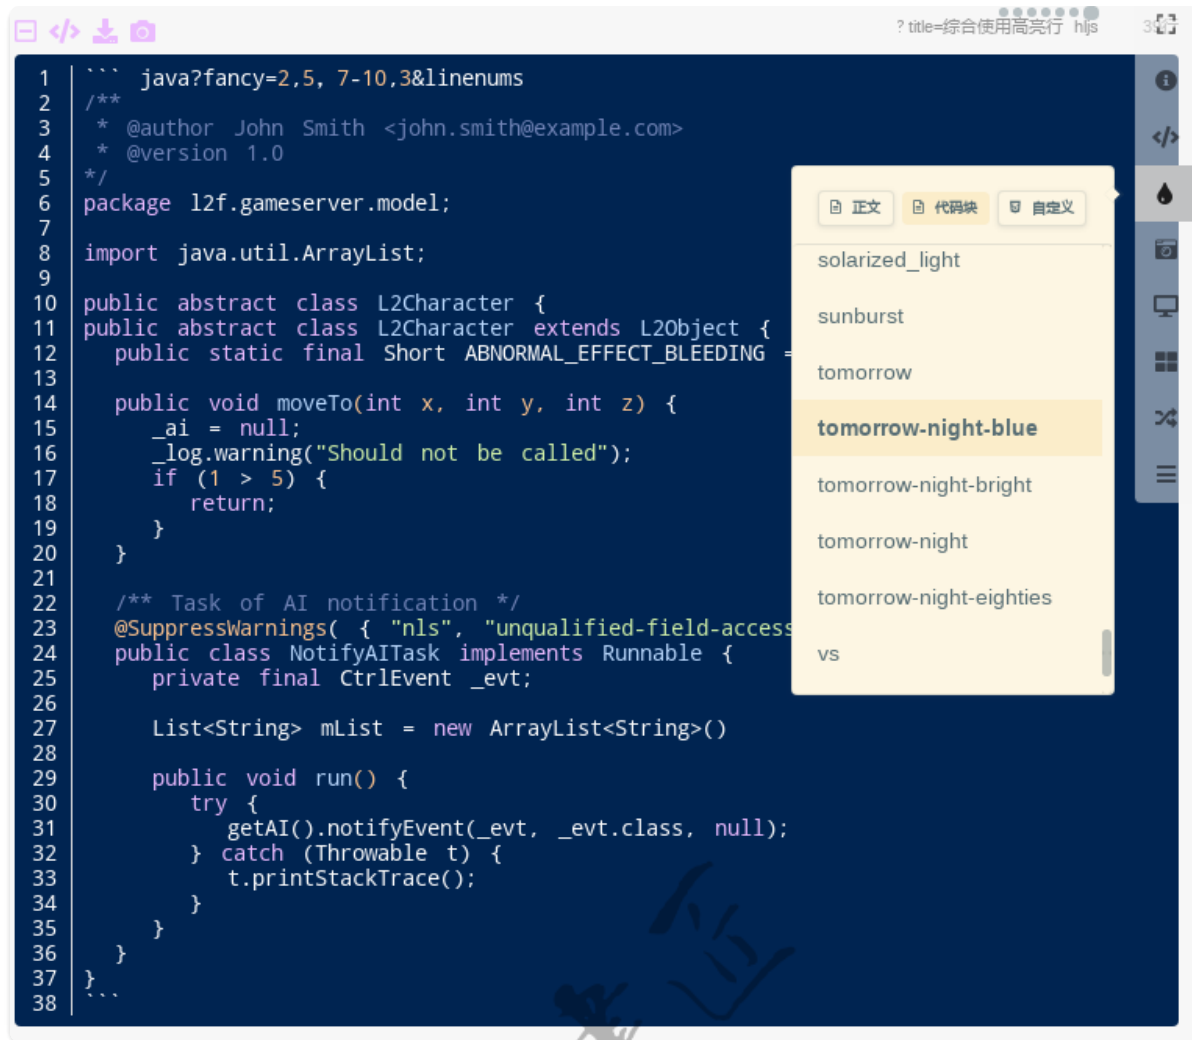 ? title=综合使用高亮行 hljs
1 ``` java?fancy=2,5, 7-10,3&linenums
2 /**
3 * @author John Smith <john.smith@example.com>
4 * @version 1.0
5 */
6 package l2f.gameserver.model;
7
8 import java.util.ArrayList;
9
10 public abstract class L2Character {
11 public abstract class L2Character extends L2Object {
12 public static final Short ABNORMAL_EFFECT_BLEEDING =
13
14 public void moveTo(int x, int y, int z) {
15 _ai = null;
16 _log.warning("Should not be called");
17 if (1 > 5) {
18 return;
19 }
20 }
21
22 /** Task of AI notification */
23 @SuppressWarnings( { "nls", "unqualified-field-access
24 public class NotifyAITask implements Runnable {
25 private final CtrlEvent _evt;
26
27 List<String> mList = new ArrayList<String>()
28
29 public void run() {
30 try {
31 getAI().notifyEvent(_evt, _evt.class, null);
32 } catch (Throwable t) {
33 t.printStackTrace();
34 }
35 }
36 }
37 }
38 ```
正文 代码块 自定义
solarized_light
sunburst
tomorrow
tomorrow-night-blue
tomorrow-night-bright
tomorrow-night
tomorrow-night-eighties
vs